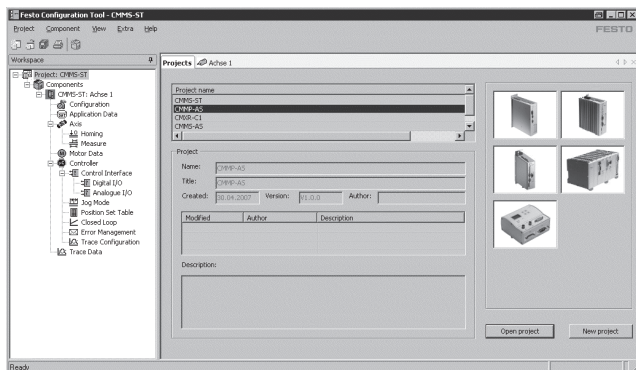 Festo Configuration Tool - CMMS-ST
Project Component View Extra Help
FESTO
Workspace
Projects Achse 1
Project: CMMS-ST
Components
CMMS-ST: Achse 1
Configuration
Application Data
Axis
Homing
Measure
Motor Data
Controller
Control Interface
Digital I/O
Analogue I/O
Jog Mode
Position Set Table
Closed Loop
Error Management
Trace Configuration
Trace Data
Project name
CMMS-ST
CMMP-AS
CMXR-C1
CMMS-AS
Project
Name: CMMP-AS
Title: CMMP-AS
Created: 30.04.2007 Version: V1.0.0 Author:
Modified Author Description
Description:
Open project New project
Ready